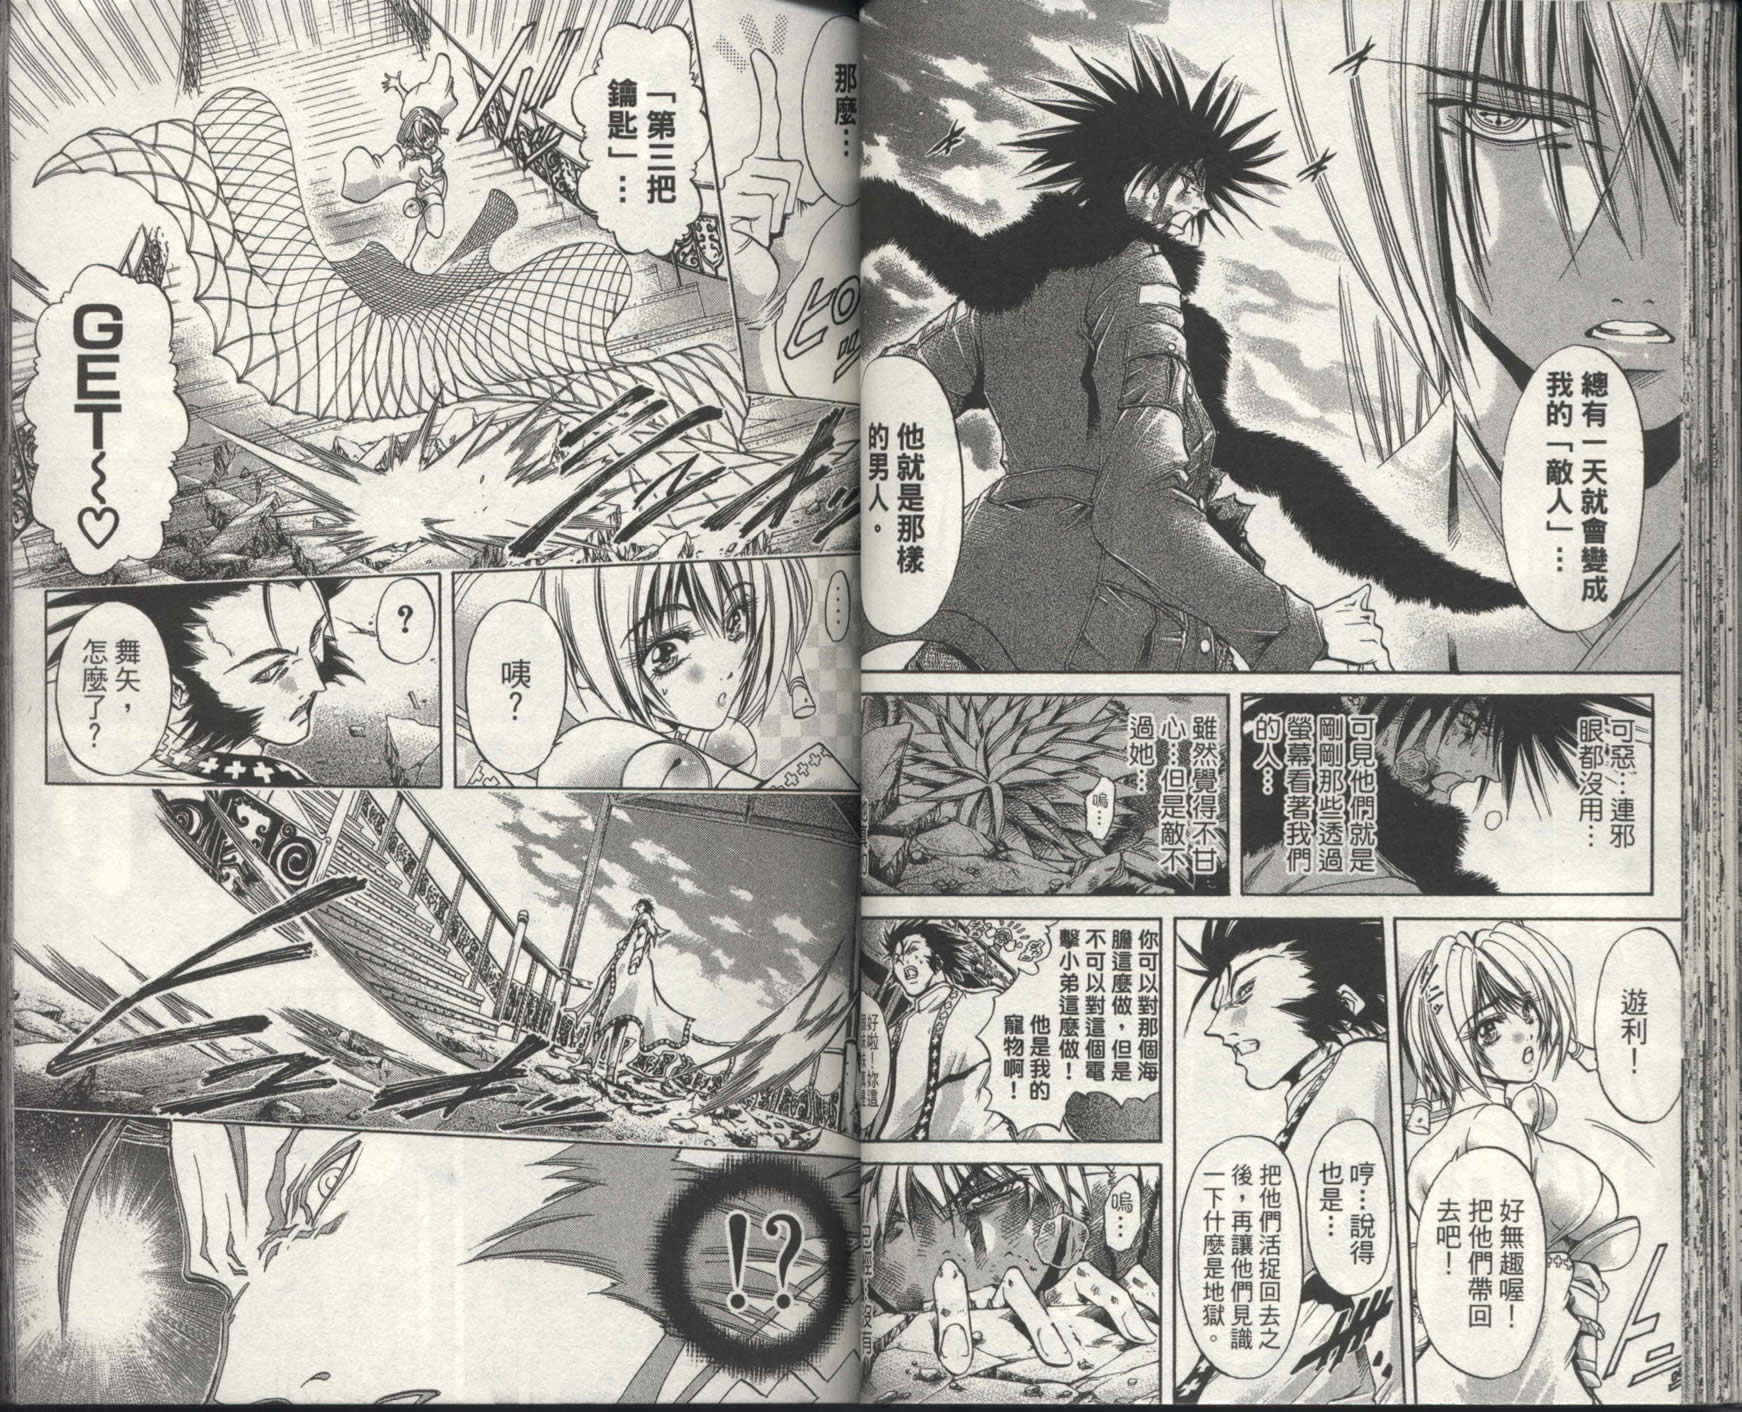 總有一天就會變成
我的「敵人」…
他就是那樣
的男人。
可惡…連邪
眼都沒用…
可見他們就是
剛剛那些透過
螢幕看著我們
的人…
雖然覺得不甘
心…但是敵不
過她…
嗚…
遊利！
好無趣喔！
把他們帶回
去吧！
哼…說得
也是…
把他們活捉回去之
後，再讓他們見識
一下什麼是地獄。
你可以對那個海
膽這麼做，但是
不可以對這個電
擊小弟這麼做！
他是我的
寵物啊！
嗚…
那麼…
ピ
「第三把
鑰匙」…
GET～♡
……
咦？
？
舞矢，
怎麼了？
！？